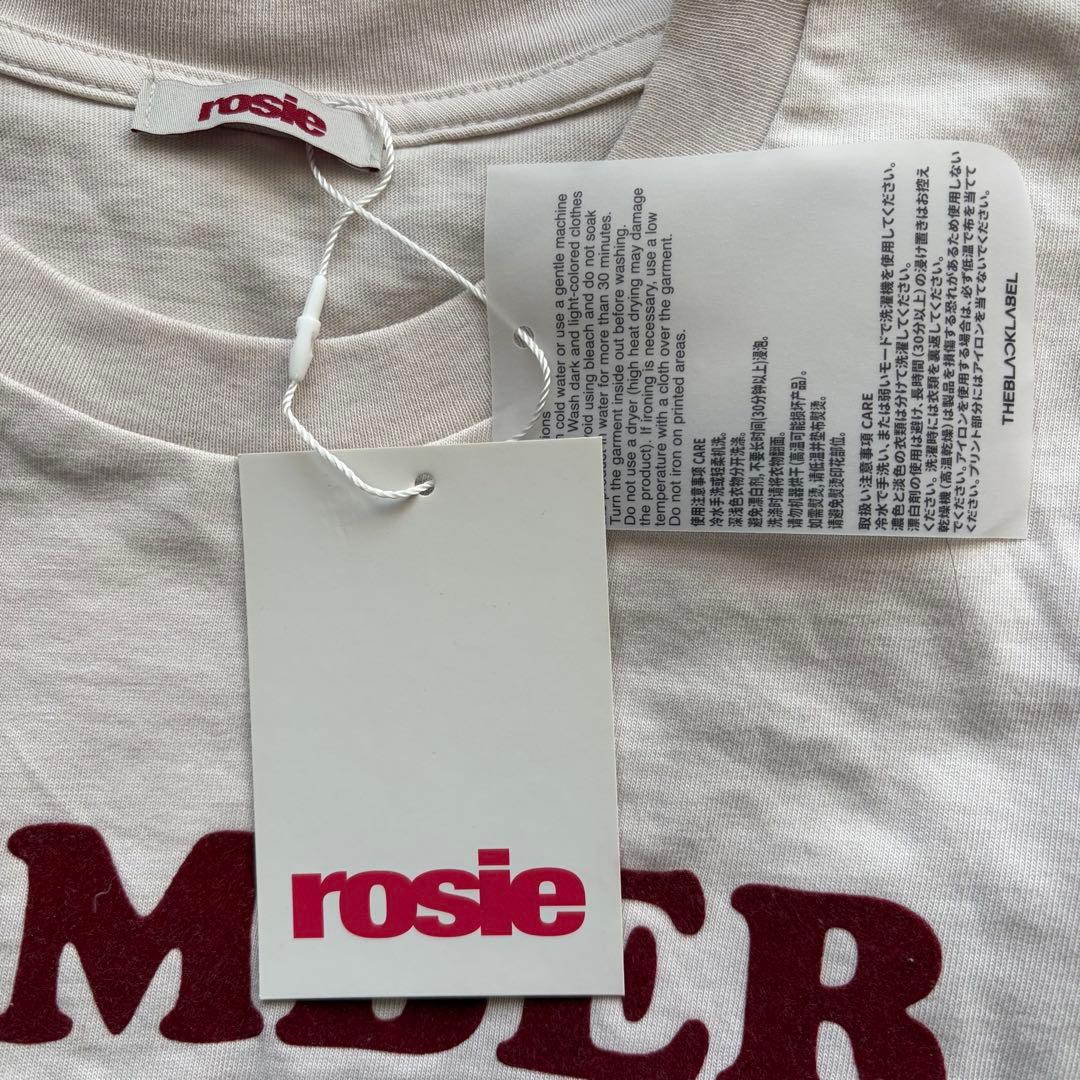 rosie
ions
cold water or use a gentle machine
Wash dark and light-colored clothes
oid using bleach and do not soak
in water for more than 30 minutes.
Turn the garment inside out before washing.
Do not use a dryer (high heat drying may damage
the product). If ironing is necessary, use a low
temperature with a cloth over the garment.
Do not iron on printed areas.
使用注意事项 CARE
冷水手洗或轻柔机洗。
深浅色衣物分开洗涤。
避免漂白剂,不要长时间(30分钟以上)浸泡。
洗涤时请将衣物翻面。
请勿机器烘干(高温可能损坏产品)。
如需熨烫,请低温并垫布熨烫。
请避免熨烫印花部位。
取扱い注意事項 CARE
冷水で手洗い、または弱いモードで洗濯機を使用してください。
濃色と淡色の衣類は分けて洗濯してください。
漂白剤の使用は避け、長時間(30分以上)の浸け置きはお控え
ください。洗濯時には衣類を裏返してください。
乾燥機(高温乾燥)は製品を損傷する恐れがあるため使用しない
でください。アイロンを使用する場合は、必ず低温で布を当てて
ください。プリント部分にはアイロンを当てないでください。
THEBLACKLABEL
rosie
MBER